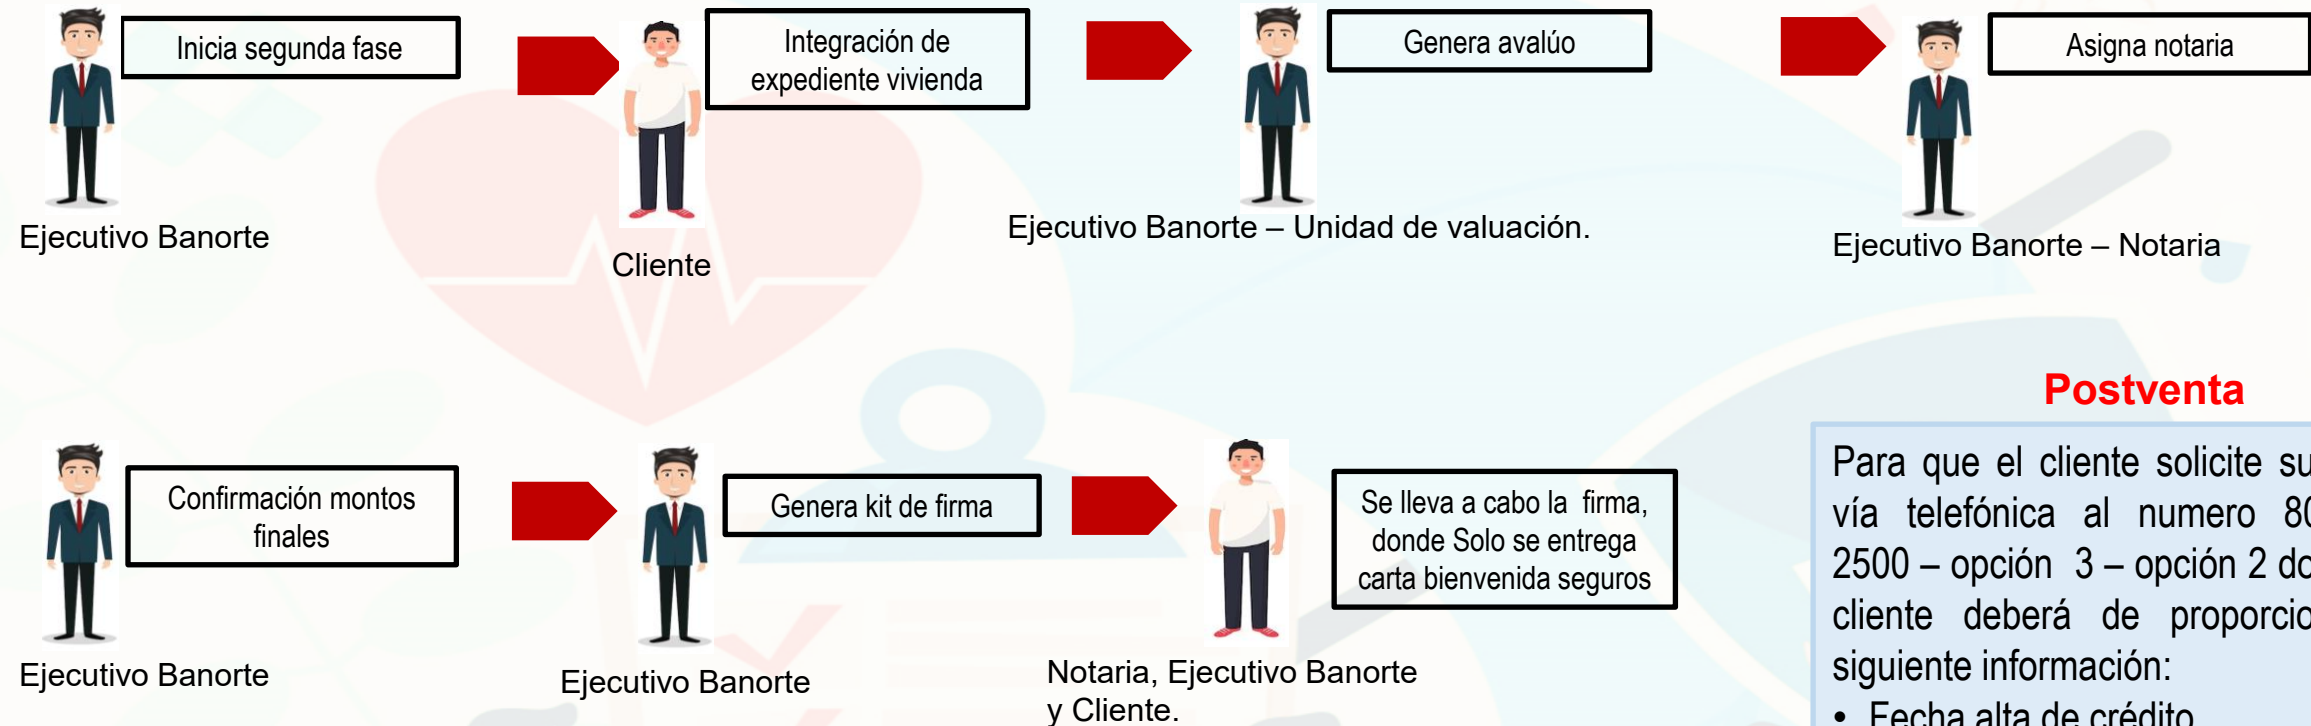 Inicia segunda fase
Ejecutivo Banorte
Integración de
expediente vivienda
Cliente
Genera avalúo
Ejecutivo Banorte – Unidad de valuación.
Asigna notaria
Ejecutivo Banorte – Notaria
Confirmación montos
finales
Ejecutivo Banorte
Genera kit de firma
Ejecutivo Banorte
Se lleva a cabo la firma,
donde Solo se entrega
carta bienvenida seguros
Notaria, Ejecutivo Banorte
y Cliente.
Postventa
Para que el cliente solicite su
vía telefónica al numero 80
2500 – opción 3 – opción 2
cliente deberá de
siguiente información:
• Fecha alta de crédito